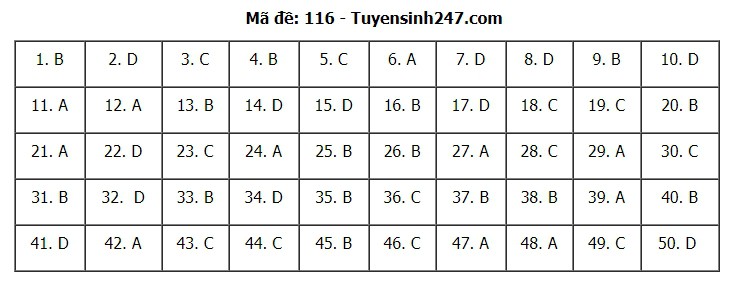 Mã đề: 116 - Tuyensinh247.com
1. B 2. D 3. C 4. B 5. C 6. A 7. D 8. D 9. B 10. D
11. A 12. A 13. B 14. D 15. D 16. B 17. D 18. C 19. C 20. B
21. A 22. D 23. C 24. A 25. B 26. B 27. A 28. C 29. A 30. C
31. B 32. D 33. B 34. D 35. B 36. C 37. B 38. B 39. A 40. B
41. D 42. A 43. C 44. C 45. B 46. C 47. A 48. A 49. C 50. D